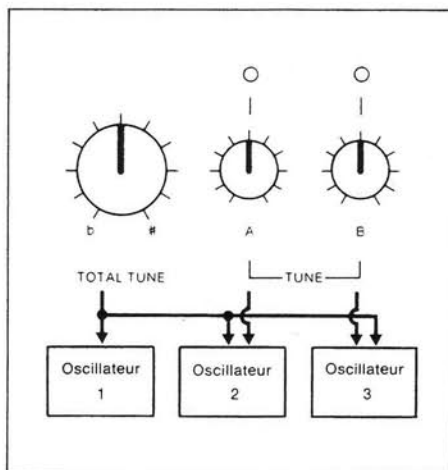 b #
A B
TOTAL TUNE TUNE
Oscillateur Oscillateur Oscillateur
1 2 3